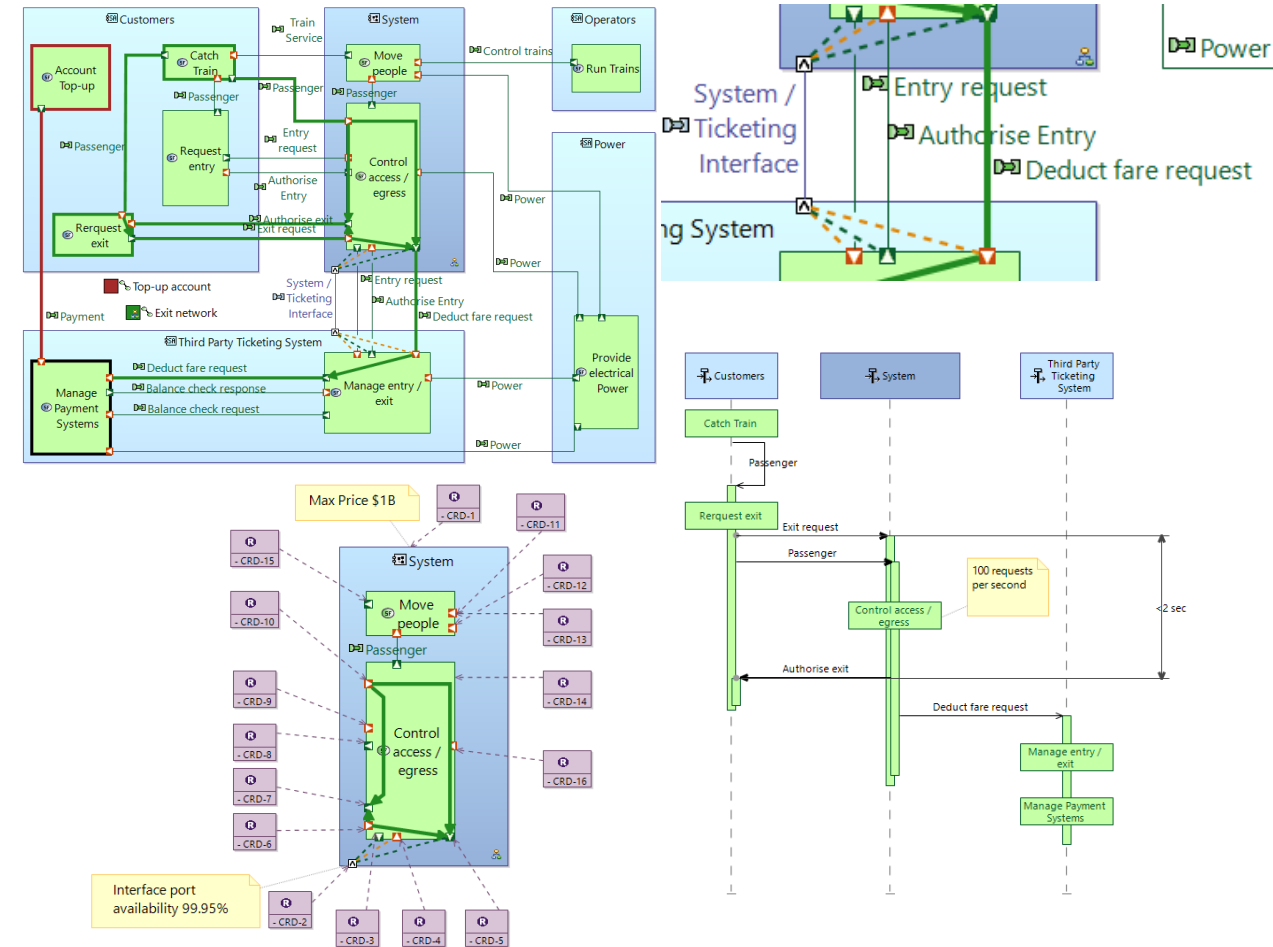 Customers
System
Operators
Train
Service
Account
Top-up
Catch
Train
Move
people
Control trains
Run Trains
Passenger
Passenger
Passenger
Entry
request
Passenger
Request
entry
Control
access /
egress
Power
Authorise
Entry
Power
Rerquest
exit
Authorise exit
Exit request
Power
Top-up account
Exit network
Payment
System /
Ticketing
Interface
Entry request
Authorise Entry
Deduct fare request
Third Party Ticketing System
Manage
Payment
Systems
Deduct fare request
Balance check response
Balance check request
Manage entry /
exit
Power
Power
Provide
electrical
Power
Power
System /
Ticketing
Interface
Entry request
Authorise Entry
Deduct fare request
ng System
Max Price $1B
R
- CRD-1
R
- CRD-11
R
- CRD-15
System
R
- CRD-12
R
- CRD-10
Move
people
R
- CRD-13
Passenger
R
- CRD-9
R
- CRD-14
R
- CRD-8
Control
access /
egress
R
- CRD-7
R
- CRD-16
R
- CRD-6
Interface port
availability 99.95%
R
- CRD-2
R
- CRD-3
R
- CRD-4
R
- CRD-5
Customers
System
Third Party
Ticketing
System
Catch Train
Passenger
Rerquest exit
Exit request
Passenger
100 requests
per second
Control access /
egress
<2 sec
Authorise exit
Deduct fare request
Manage entry /
exit
Manage Payment
Systems